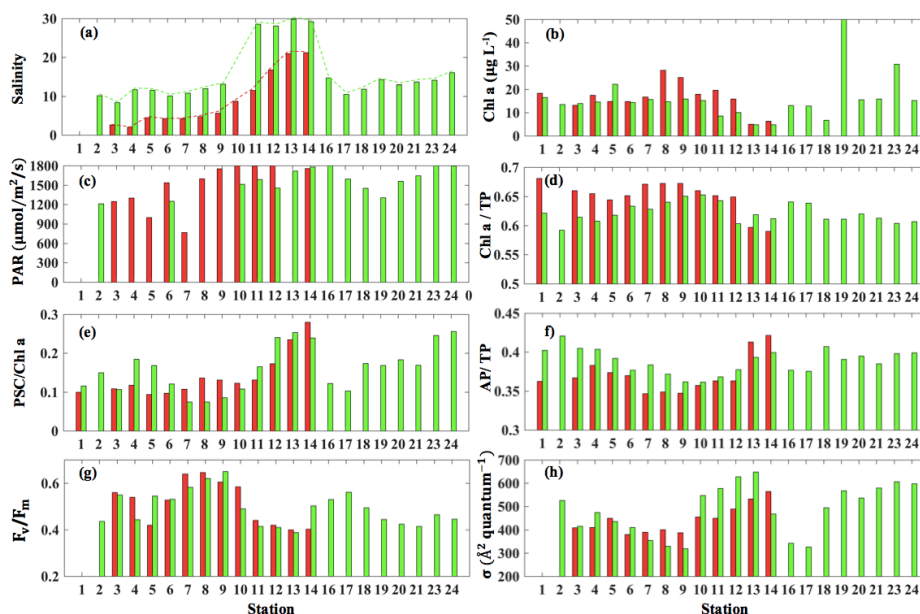 (a)
Salinity
30
20
10
0
1 2 3 4 5 6 7 8 9 10 11 12 13 14 16 17 18 19 20 21 23 24
(b)
Chl a (µg L⁻¹)
50
40
30
20
10
0
1 2 3 4 5 6 7 8 9 10 11 12 13 14 16 17 18 19 20 21 23 24
(c)
PAR (µmol/m²/s)
1800
1500
1200
900
600
300
0
1 2 3 4 5 6 7 8 9 10 11 12 13 14 16 17 18 19 20 21 23 24 0
(d)
Chl a / TP
0.7
0.65
0.6
0.55
0.5
1 2 3 4 5 6 7 8 9 10 11 12 13 14 16 17 18 19 20 21 23 24
(e)
PSC/Chl a
0.3
0.2
0.1
0
1 2 3 4 5 6 7 8 9 10 11 12 13 14 16 17 18 19 20 21 23 24
(f)
AP/ TP
0.45
0.4
0.35
0.3
1 2 3 4 5 6 7 8 9 10 11 12 13 14 16 17 18 19 20 21 23 24
(g)
Fv/Fm
0.6
0.4
0.2
1 2 3 4 5 6 7 8 9 10 11 12 13 14 16 17 18 19 20 21 23 24
Station
(h)
σ (Å² quantum⁻¹)
700
600
500
400
300
200
1 2 3 4 5 6 7 8 9 10 11 12 13 14 16 17 18 19 20 21 23 24
Station